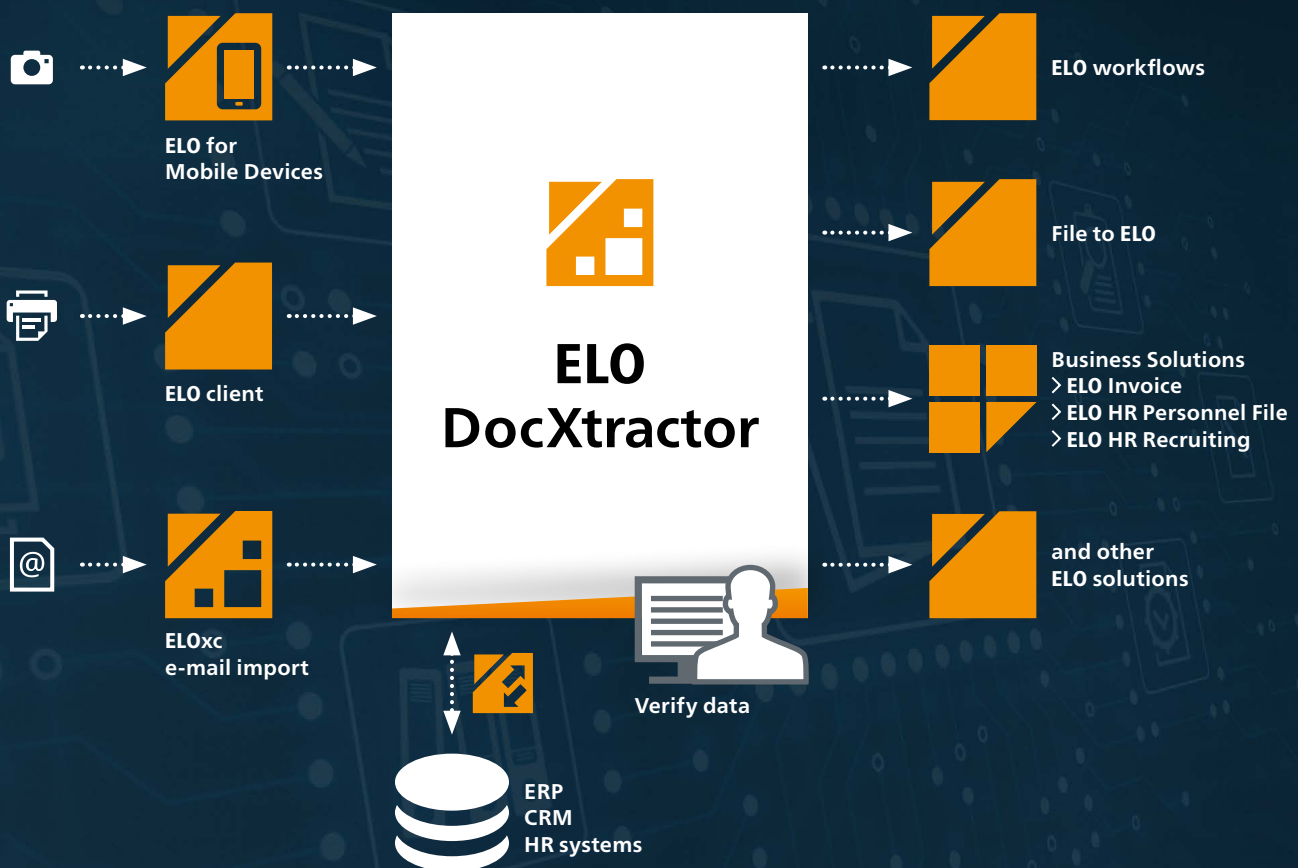 ELO for
Mobile Devices
ELO client
@
ELOxc
e-mail import
ELO
DocXtractor
Verify data
ERP
CRM
HR systems
ELO workflows
File to ELO
Business Solutions
> ELO Invoice
> ELO HR Personnel File
> ELO HR Recruiting
and other
ELO solutions